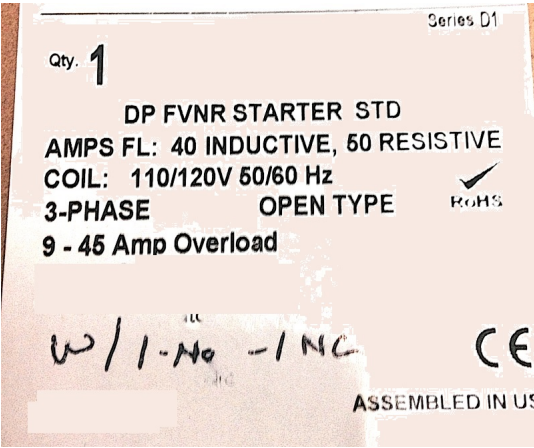 Series D1
Qty. 1
DP FVNR STARTER STD
AMPS FL: 40 INDUCTIVE, 50 RESISTIVE
COIL: 110/120V 50/60 Hz
3-PHASE OPEN TYPE RoHS
9 - 45 Amp Overload
W/ 1-No -1 NC
CE
ASSEMBLED IN US